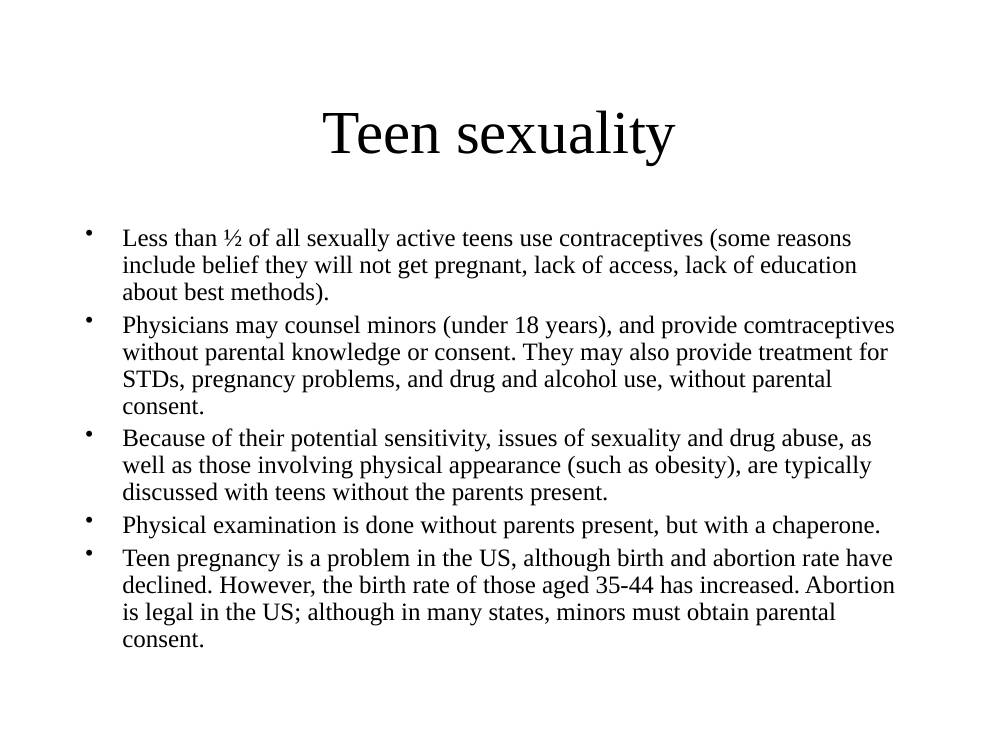 Teen sexuality
• Less than ½ of all sexually active teens use contraceptives (some reasons
include belief they will not get pregnant, lack of access, lack of education
about best methods).
• Physicians may counsel minors (under 18 years), and provide comtraceptives
without parental knowledge or consent. They may also provide treatment for
STDs, pregnancy problems, and drug and alcohol use, without parental
consent.
• Because of their potential sensitivity, issues of sexuality and drug abuse, as
well as those involving physical appearance (such as obesity), are typically
discussed with teens without the parents present.
• Physical examination is done without parents present, but with a chaperone.
• Teen pregnancy is a problem in the US, although birth and abortion rate have
declined. However, the birth rate of those aged 35-44 has increased. Abortion
is legal in the US; although in many states, minors must obtain parental
consent.